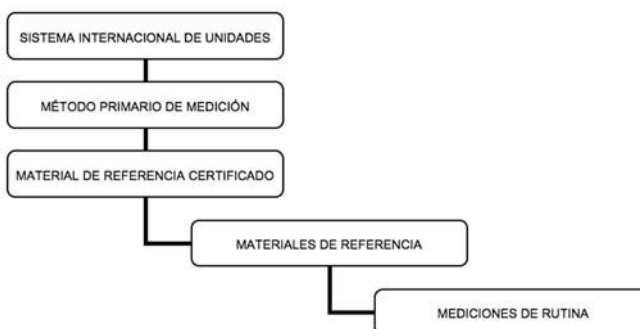 SISTEMA INTERNACIONAL DE UNIDADES
MÉTODO PRIMARIO DE MEDICIÓN
MATERIAL DE REFERENCIA CERTIFICADO
MATERIALES DE REFERENCIA
MEDICIONES DE RUTINA